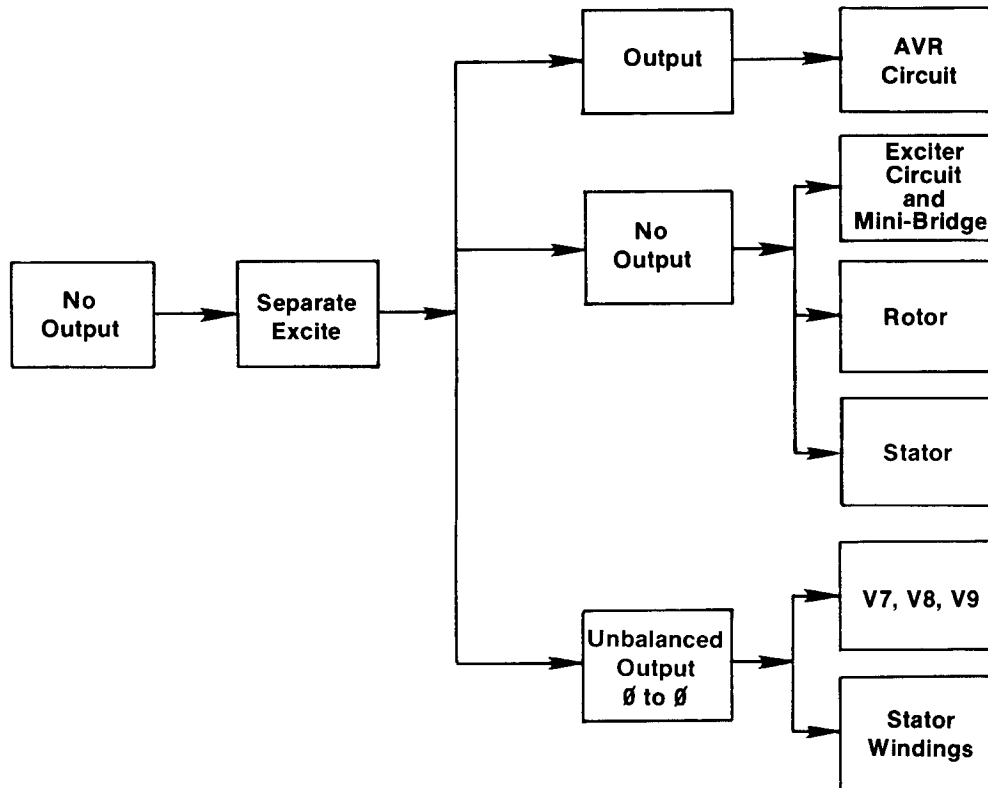 Output
AVR
Circuit
No
Output
Exciter
Circuit
and
Mini-Bridge
No
Output
Separate
Excite
Rotor
Stator
Unbalanced
Output
Ø to Ø
V7, V8, V9
Stator
Windings